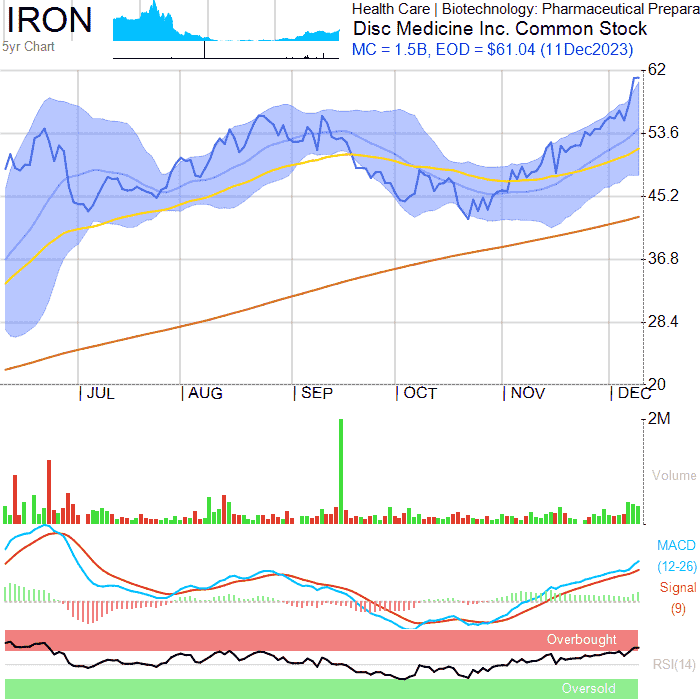 IRON
5yr Chart
Health Care | Biotechnology: Pharmaceutical Prepara
Disc Medicine Inc. Common Stock
MC = 1.5B, EOD = $61.04 (11Dec2023)
62
53.6
45.2
36.8
28.4
20
JUL AUG SEP OCT NOV DEC
2M
Volume
MACD
(12-26)
Signal
(9)
Overbought
RSI(14)
Oversold